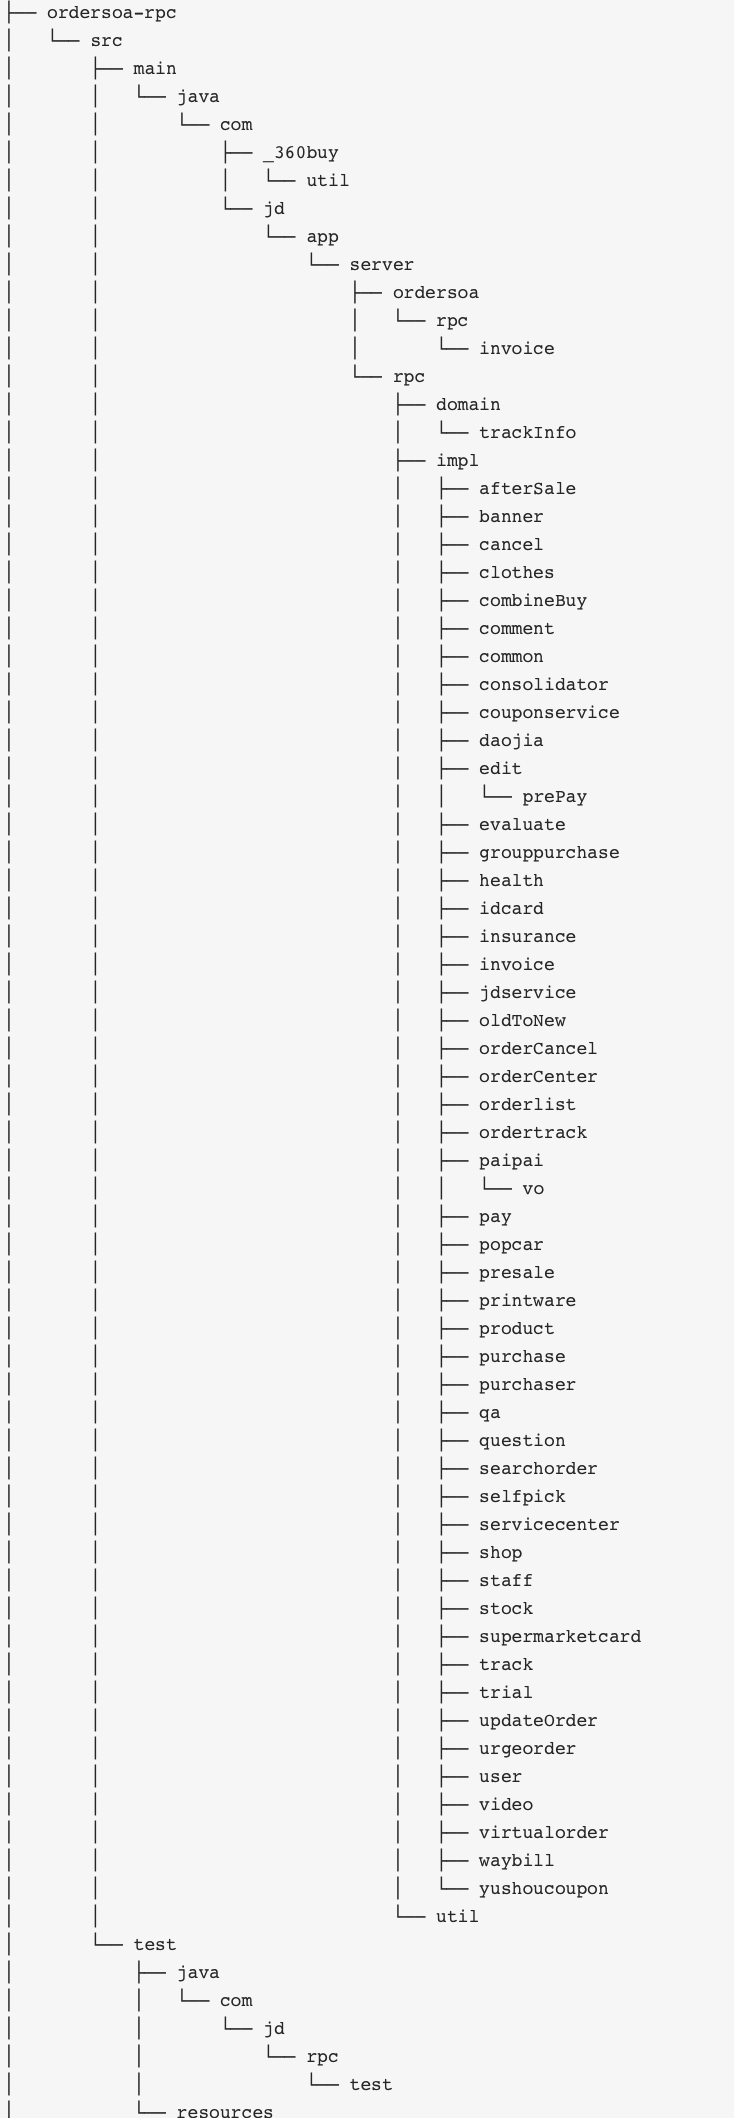 ├── ordersoa-rpc
│   └── src
│       ├── main
│       │   └── java
│       │       └── com
│       │           ├── _360buy
│       │           │   └── util
│       │           └── jd
│       │               └── app
│       │                   └── server
│       │                       ├── ordersoa
│       │                       │   └── rpc
│       │                       │       └── invoice
│       │                       └── rpc
│       │                           ├── domain
│       │                           │   └── trackInfo
│       │                           ├── impl
│       │                           │   ├── afterSale
│       │                           │   ├── banner
│       │                           │   ├── cancel
│       │                           │   ├── clothes
│       │                           │   ├── combineBuy
│       │                           │   ├── comment
│       │                           │   ├── common
│       │                           │   ├── consolidator
│       │                           │   ├── couponservice
│       │                           │   ├── daojia
│       │                           │   ├── edit
│       │                           │   │   └── prePay
│       │                           │   ├── evaluate
│       │                           │   ├── grouppurchase
│       │                           │   ├── health
│       │                           │   ├── idcard
│       │                           │   ├── insurance
│       │                           │   ├── invoice
│       │                           │   ├── jdservice
│       │                           │   ├── oldToNew
│       │                           │   ├── orderCancel
│       │                           │   ├── orderCenter
│       │                           │   ├── orderlist
│       │                           │   ├── ordertrack
│       │                           │   ├── paipai
│       │                           │   │   └── vo
│       │                           │   ├── pay
│       │                           │   ├── popcar
│       │                           │   ├── presale
│       │                           │   ├── printware
│       │                           │   ├── product
│       │                           │   ├── purchase
│       │                           │   ├── purchaser
│       │                           │   ├── qa
│       │                           │   ├── question
│       │                           │   ├── searchorder
│       │                           │   ├── selfpick
│       │                           │   ├── servicecenter
│       │                           │   ├── shop
│       │                           │   ├── staff
│       │                           │   ├── stock
│       │                           │   ├── supermarketcard
│       │                           │   ├── track
│       │                           │   ├── trial
│       │                           │   ├── updateOrder
│       │                           │   ├── urgeorder
│       │                           │   ├── user
│       │                           │   ├── video
│       │                           │   ├── virtualorder
│       │                           │   ├── waybill
│       │                           │   └── yushoucoupon
│       │                           └── util
│       └── test
│           ├── java
│           │   └── com
│           │       └── jd
│           │           └── rpc
│           │               └── test
│           └── resources